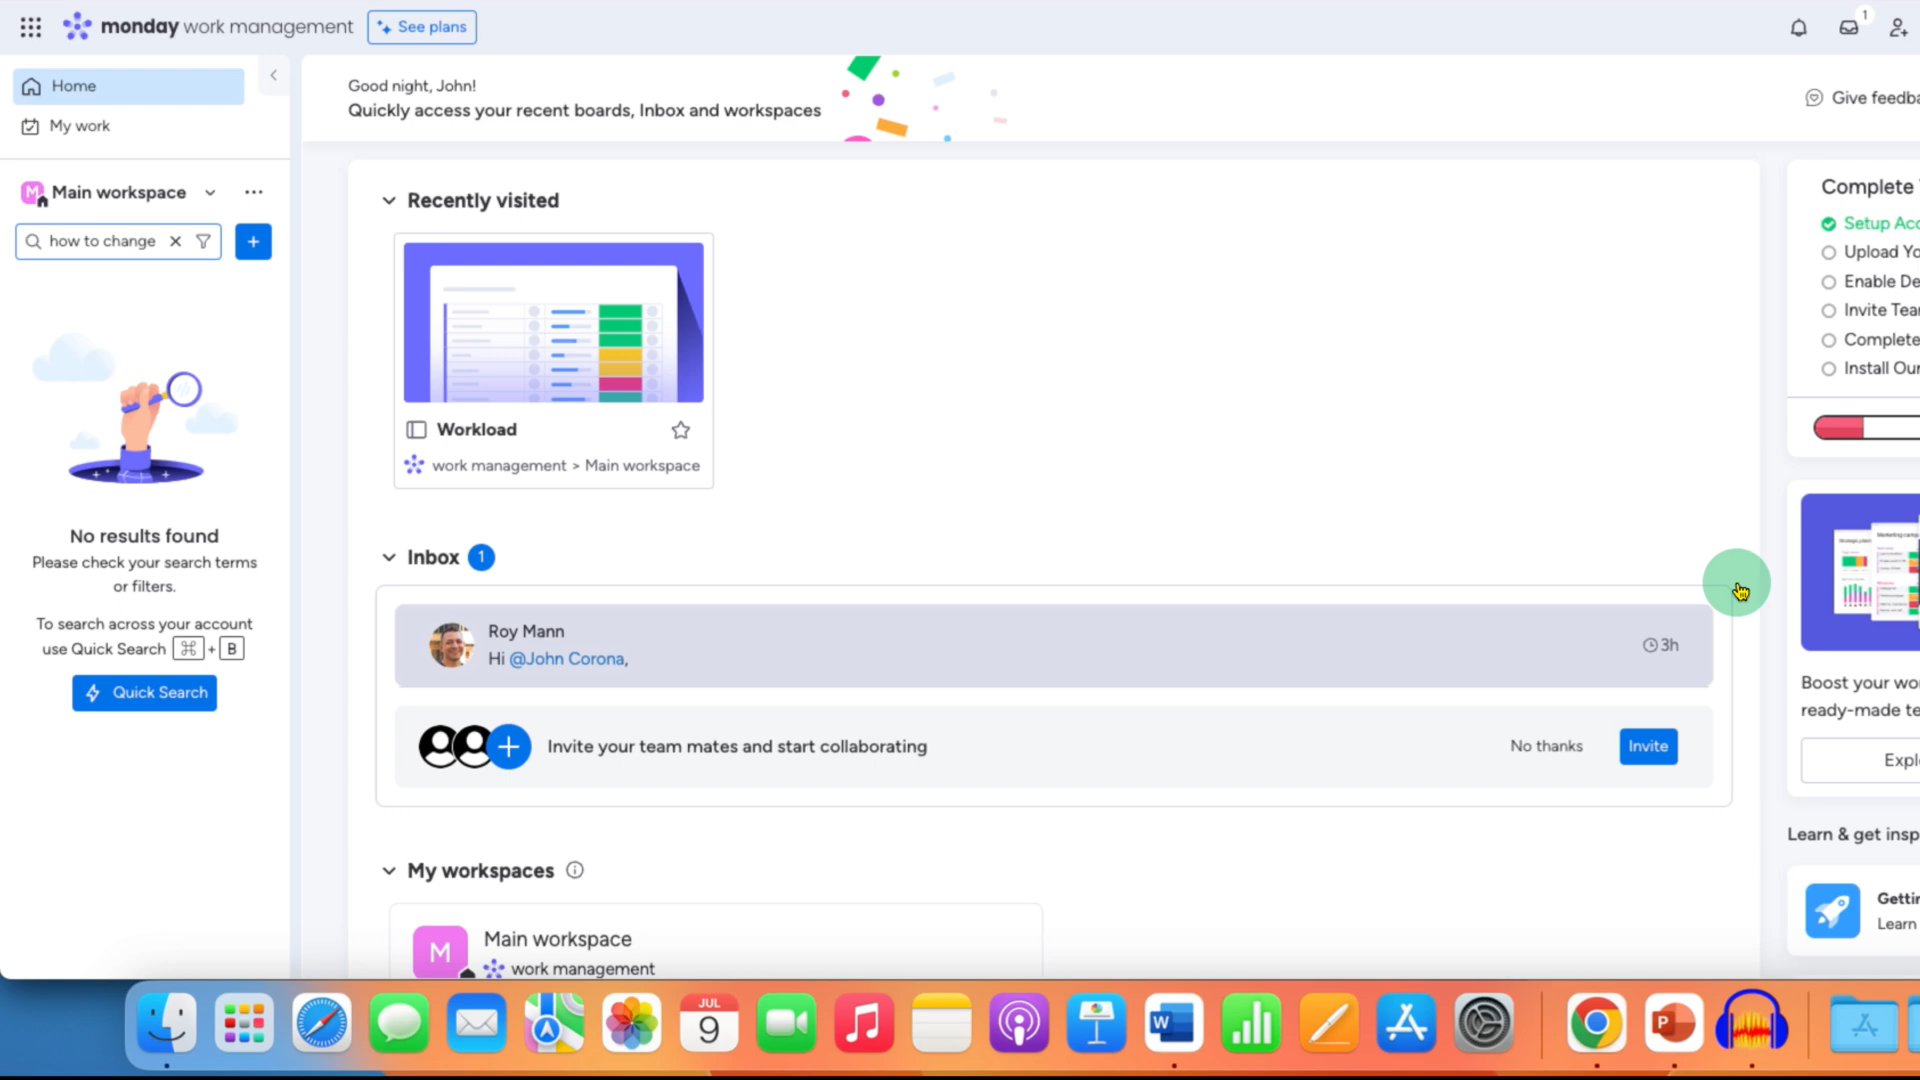 monday work management
See plans
1
Home
My work
Good night, John!
Quickly access your recent boards, Inbox and workspaces
Give feedba
M Main workspace
how to change
Recently visited
Workload
work management > Main workspace
No results found
Please check your search terms
or filters.
To search across your account
use Quick Search ⌘ + B
Quick Search
Inbox 1
Roy Mann
Hi @John Corona,
3h
Invite your team mates and start collaborating
No thanks
Invite
My workspaces
M
Main workspace
work management
Complete
Setup Acc
Upload Yo
Enable De
Invite Tea
Complete
Install Our
Boost your wo
ready-made te
Explo
Learn & get insp
Gettin
Learn
JUL
9
W
P